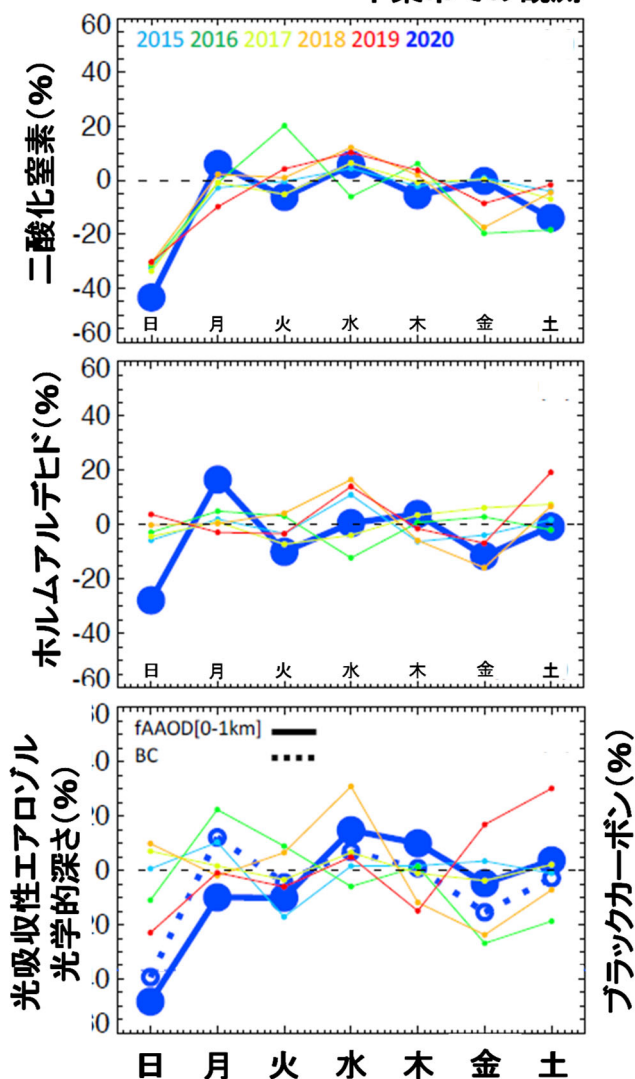 60
2015 2016 2017 2018 2019 2020
40
20
0
-20
-40
-60
二酸化窒素(%)
日 月 火 水 木 金 土
60
40
20
0
-20
-40
-60
ホルムアルデヒド(%)
日 月 火 水 木 金 土
fAAOD[0-1km]
BC
光吸収性エアロゾル
光学的深さ(%)
ブラックカーボン(%)
日 月 火 水 木 金 土